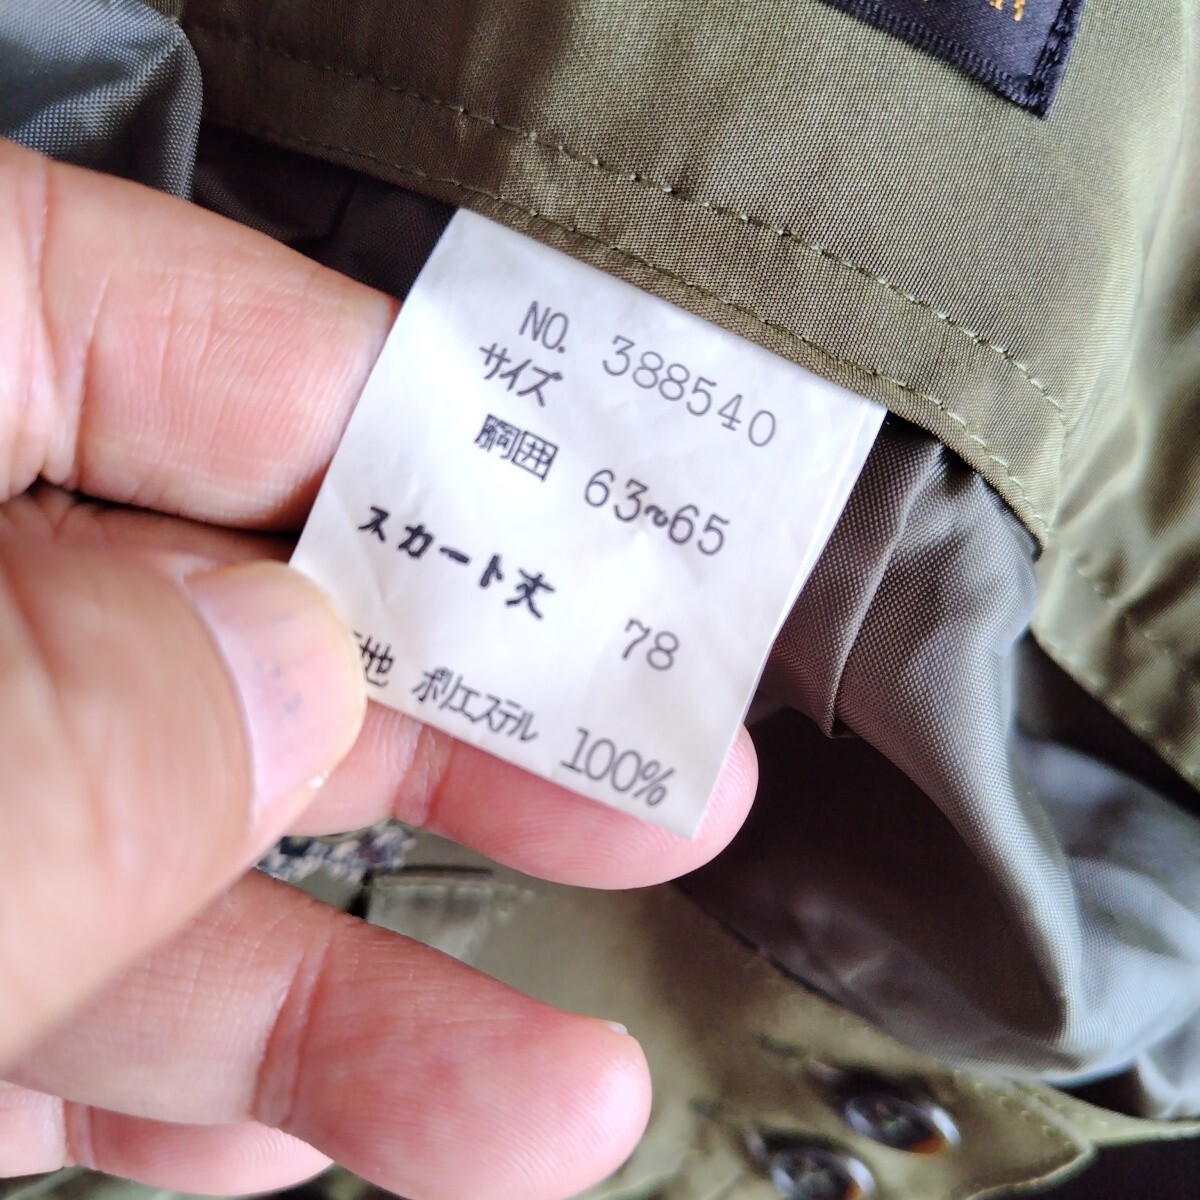 NO. 388540
サイズ
胴囲 63~65
スカート丈 78
地 ポリエステル 100%